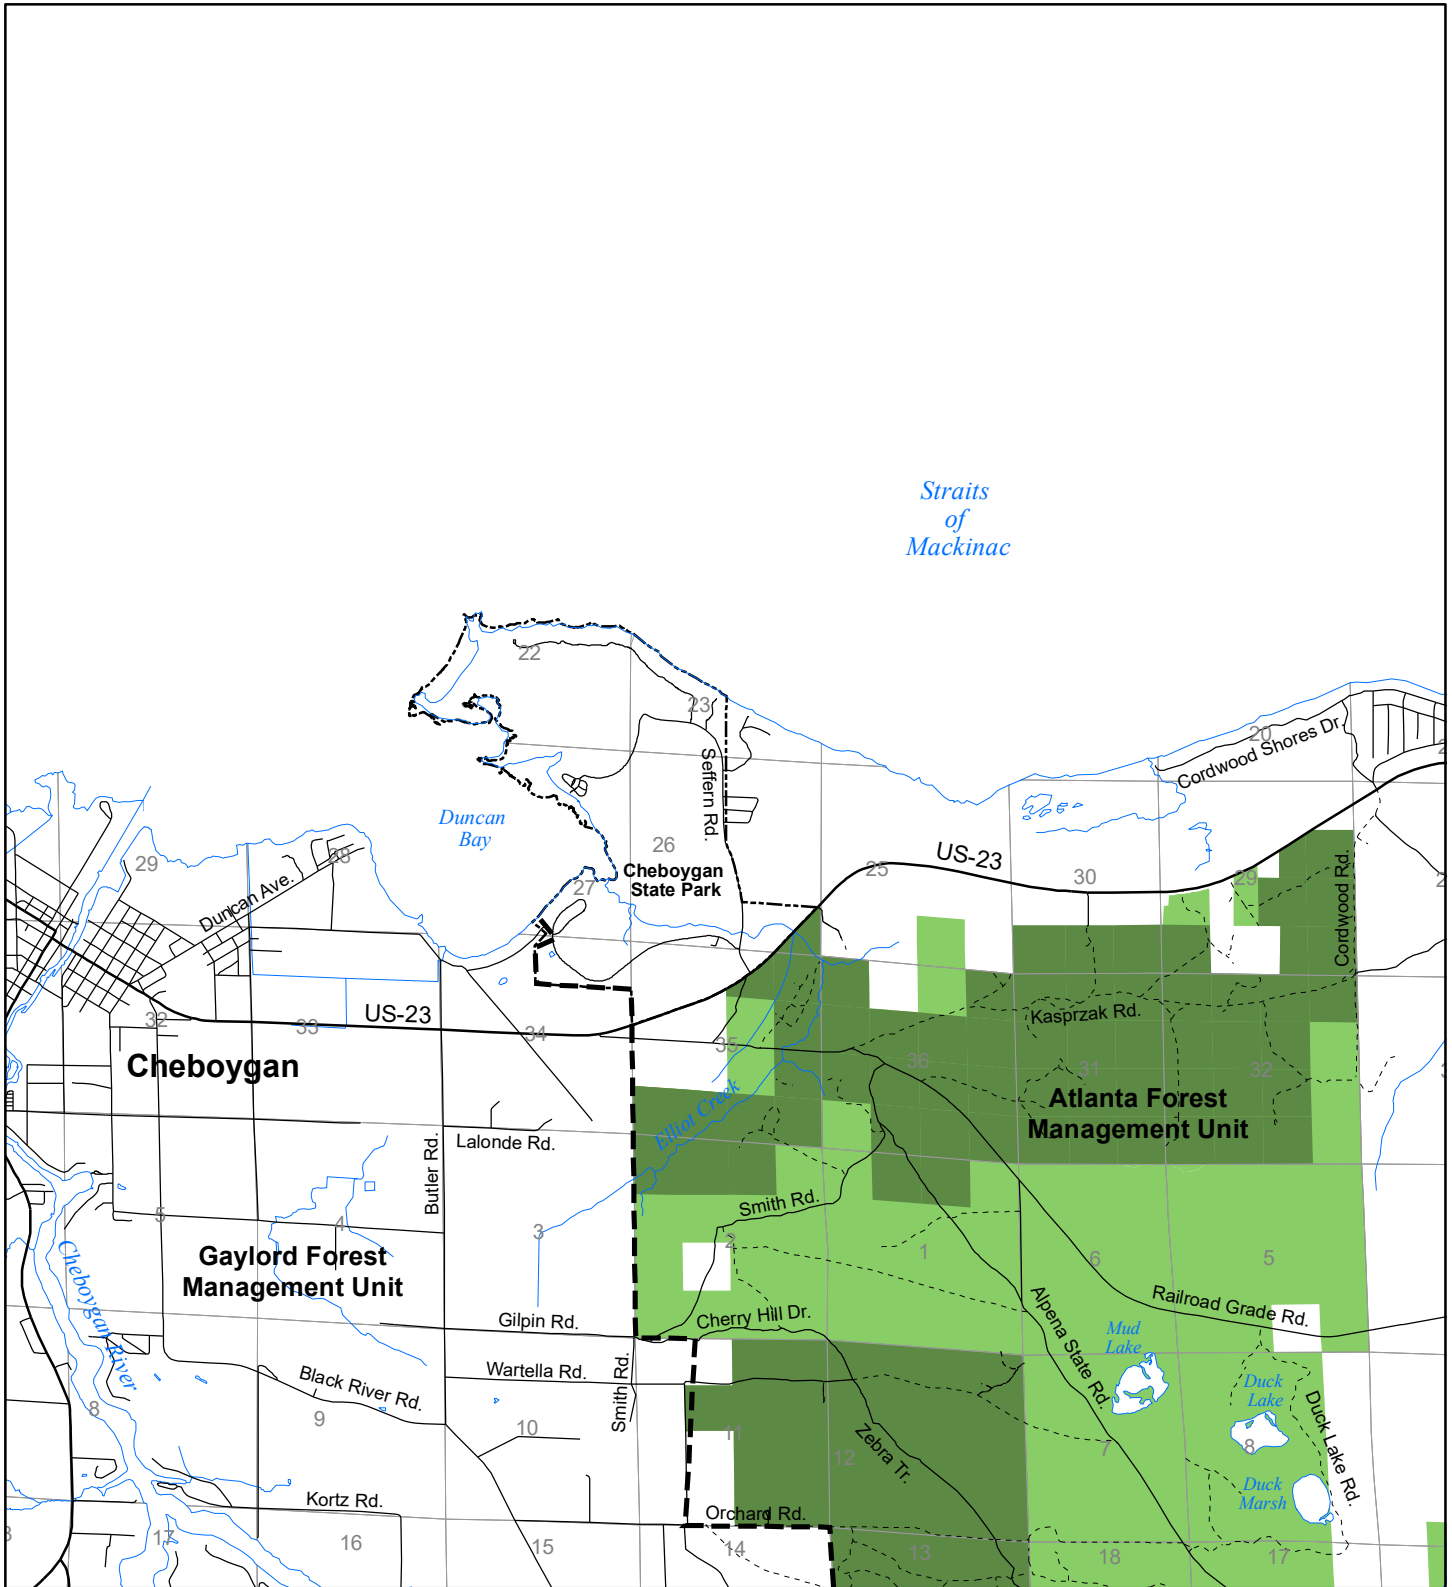 Straits
of
Mackinac
22
23
20
Seffern Rd.
Cordwood Shores Dr.
Duncan
Bay
26
Cheboygan
State Park
27
25
US-23
30
29
29
28
Duncan Ave.
Cordwood Rd.
32
33
US-23
34
35
36
Kasprzak Rd.
31
32
Cheboygan
Atlanta Forest
Management Unit
Elliot Creek
Lalonde Rd.
Butler Rd.
Smith Rd.
5
4
3
2
1
6
5
Gaylord Forest
Management Unit
Cheboygan River
Gilpin Rd.
Cherry Hill Dr.
Alpena State Rd.
Railroad Grade Rd.
Mud
Lake
Wartella Rd.
Smith Rd.
Black River Rd.
Duck
Lake
Duck Lake Rd.
8
9
10
11
12
7
8
Zebra Tr.
Duck
Marsh
Kortz Rd.
Orchard Rd.
17
16
15
14
13
18
17